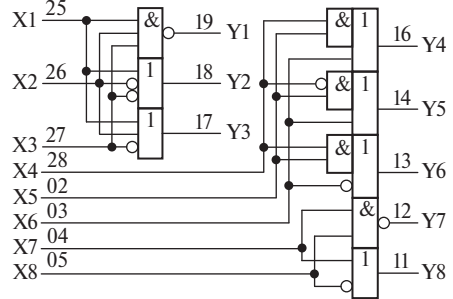 X1 25 & 19 Y1
X2 26 1 18 Y2
1 17 Y3
X3 27
X4 28
X5 02
X6 03
X7 04
X8 05
& 1 16 Y4
& 1 14 Y5
& 1 13 Y6
& 12 Y7
1 11 Y8